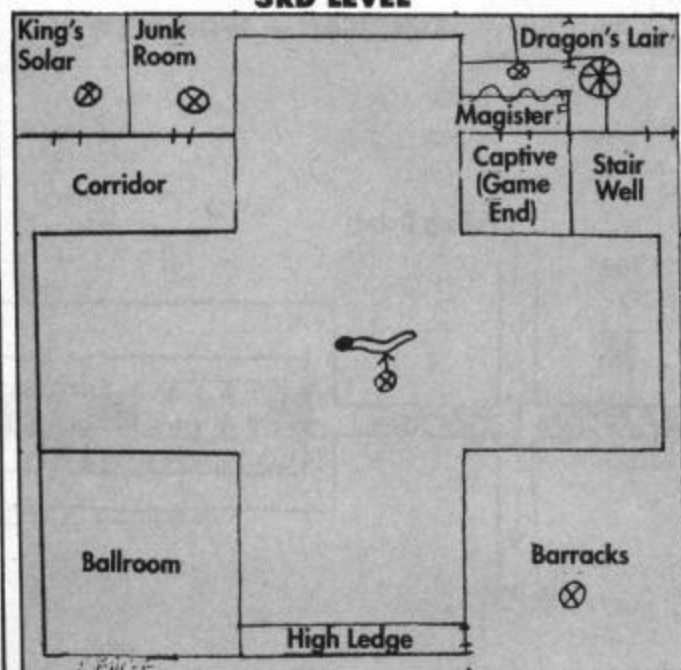 3RD LEVEL
King's
Solar
Junk
Room
Dragon's Lair
Magister
Corridor
Captive
(Game
End)
Stair
Well
Ballroom
Barracks
High Ledge